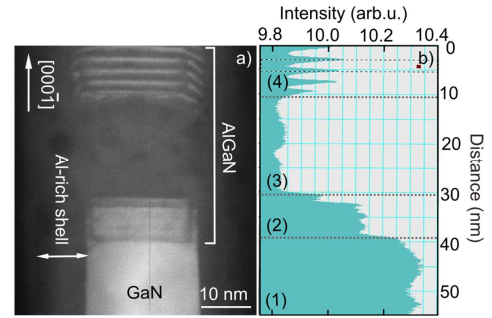 Intensity (arb.u.)
9.8 10.0 10.2 10.4
a)
b)
[0001̄]
AlGaN
Al-rich shell
GaN
10 nm
(4)
(3)
(2)
(1)
0
10
20
30
40
50
Distance (nm)